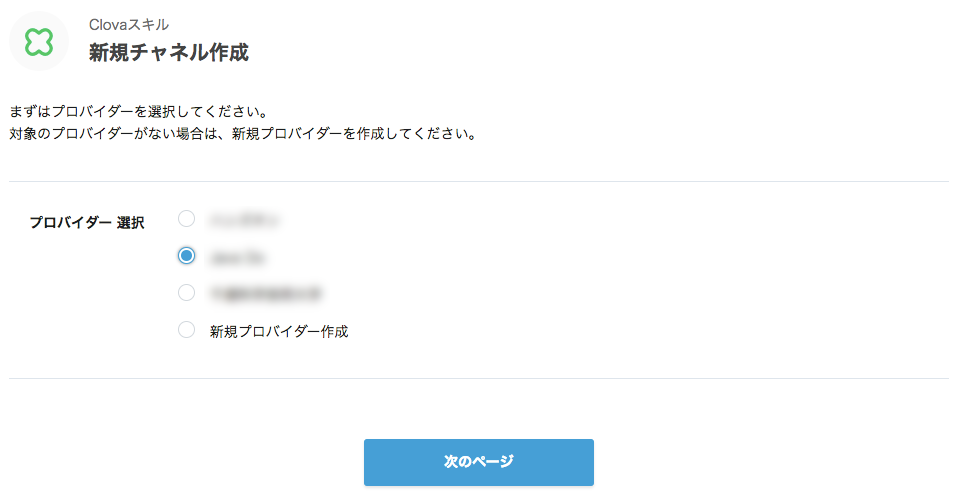 Clovaスキル
新規チャネル作成
まずはプロバイダーを選択してください。
対象のプロバイダーがない場合は、新規プロバイダーを作成してください。
プロバイダー 選択
新規プロバイダー作成
次のページ